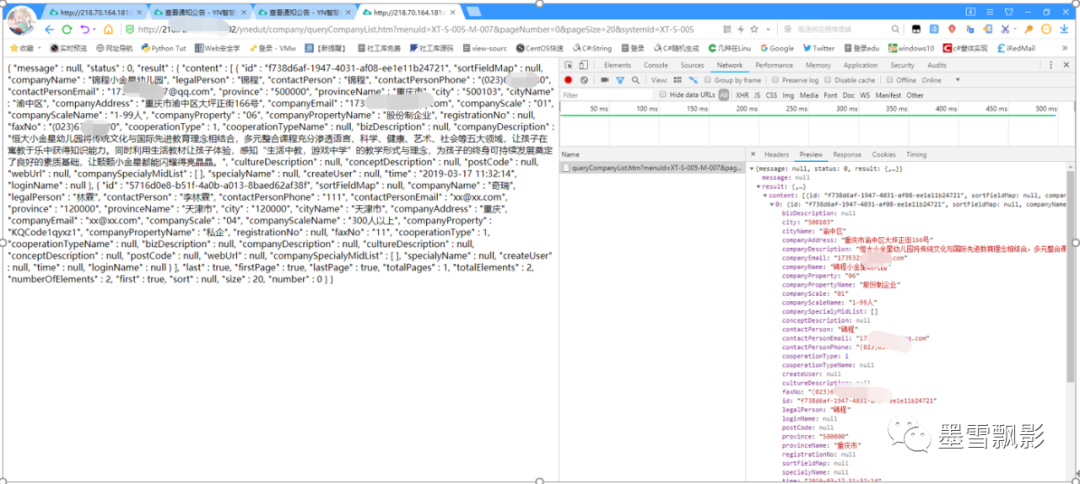 http://218.70.164.181
查看通知公告 - YN智慧
查看通知公告 - YN智慧
http://218.70.164.181
/ynedut/company/queryCompanyList.htm?menuId=XT-S-005-M-007&pageNumber=0&pageSize=20&systemId=XT-S-005
收藏 实时预览 网址导航 Python Tut Web安全学 登录 - VMw 【新提醒】 社工库免费 社工库源码 view-sourc CentOS快速 C#String 登录 C#随机生成 几种在Linu Google Twitter 登录 Bugku edu windows10 C#窗体实现 iRedMail
{ "message" : null, "status" : 0, "result" : { "content" : [ { "id" : "f738d6af-1947-4031-af08-ee1e11b24721", "sortFieldMap" : null,
"companyName" : "锦程小金星幼儿园", "legalPerson" : "锦程", "contactPerson" : "锦程", "contactPersonPhone" : "(023)6
"contactPersonEmail" : "173 7@qq.com", "province" : "500000", "provinceName" : "重庆市", "city" : "500103", "cityName" :
"渝中区", "companyAddress" : "重庆市渝中区大坪正街166号", "companyEmail" : "1735 .com", "companyScale" : "01",
"companyScaleName" : "1-99人", "companyProperty" : "06", "companyPropertyName" : "股份制企业", "registrationNo" : null,
"faxNo" : "(023)6 0", "cooperationType" : 1, "cooperationTypeName" : null, "bizDescription" : null, "companyDescription" :
"恒大小金星幼儿园将传统文化与国际先进教育理念相结合，多元整合课程充分渗透语言、科学、健康、艺术、社会等五大领域，让孩子在
寓教于乐中获得知识能力。同时利用生活教材让孩子体验，感知 "生活中教，游戏中学" 的教学形式与理念，为孩子的终身可持续发展奠定
了良好的素质基础，让颗颗小金星都能闪耀得亮晶晶。", "cultureDescription" : null, "conceptDescription" : null, "postCode" : null,
"webUrl" : null, "companySpecialyMidList" : [ ], "specialyName" : null, "createUser" : null, "time" : "2019-03-17 11:32:14",
"loginName" : null }, { "id" : "5716d0e8-b51f-4a0b-a013-8baed62af38f", "sortFieldMap" : null, "companyName" : "奇瑞",
"legalPerson" : "林霖", "contactPerson" : "李林霖", "contactPersonPhone" : "111", "contactPersonEmail" : "xx@xx.com",
"province" : "120000", "provinceName" : "天津市", "city" : "120000", "cityName" : "天津市", "companyAddress" : "重庆",
"companyEmail" : "xx@xx.com", "companyScale" : "04", "companyScaleName" : "300人以上", "companyProperty" :
"KQCode1qyxz1", "companyPropertyName" : "私企", "registrationNo" : null, "faxNo" : "11", "cooperationType" : 1,
"cooperationTypeName" : null, "bizDescription" : null, "companyDescription" : null, "cultureDescription" : null,
"conceptDescription" : null, "postCode" : null, "webUrl" : null, "companySpecialyMidList" : [ ], "specialyName" : null, "createUser"
: null, "time" : null, "loginName" : null } ], "last" : true, "firstPage" : true, "lastPage" : true, "totalPages" : 1, "totalElements" : 2,
"numberOfElements" : 2, "first" : true, "sort" : null, "size" : 20, "number" : 0 } }
Elements Console Sources Network Performance Memory Application Security Audits
View: Group by frame Preserve log Disable cache Offline Online
Filter Hide data URLs All XHR JS CSS Img Media Font Doc WS Manifest Other
50 ms 100 ms 150 ms 200 ms 250 ms 300 ms 350 ms 400 ms 450 ms 500 ms
Name
queryCompanyList.htm?menuId=XT-S-005-M-007&pag...
Headers Preview Response Cookies Timing
{message: null, status: 0, result: {,…}}
message: null
result: {,…}
content: [{id: "f738d6af-1947-4031-af08-ee1e11b24721", sortFieldMap: null, compan
0: {id: "f738d6af-1947-4031-af08-ee1e11b24721", sortFieldMap: null, companyName
bizDescription: null
city: "500103"
cityName: "渝中区"
companyAddress: "重庆市渝中区大坪正街166号"
companyDescription: "恒大小金星幼儿园将传统文化与国际先进教育理念相结合，多元整合课
companyEmail: "173532 .com"
companyName: "锦程小金星幼儿园"
companyProperty: "06"
companyPropertyName: "股份制企业"
companyScale: "01"
companyScaleName: "1-99人"
companySpecialyMidList: []
conceptDescription: null
contactPerson: "锦程"
contactPersonEmail: "17 qq.com"
contactPersonPhone: "(023)6
cooperationType: 1
cooperationTypeName: null
createUser: null
cultureDescription: null
faxNo: "(023)
id: "f738d6af-1947-4031-af08-ee1e11b24721"
legalPerson: "锦程"
loginName: null
postCode: null
province: "500000"
provinceName: "重庆市"
registrationNo: null
sortFieldMap: null
specialyName: null
time: "2019-03-17 11:32:14"
墨雪飘影